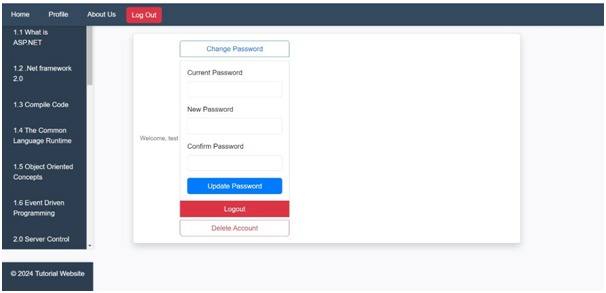 Home Profile About Us Log Out
1.1 What is
ASP.NET
1.2 .Net framework
2.0
1.3 Compile Code
1.4 The Common
Language Runtime
1.5 Object Oriented
Concepts
1.6 Event Driven
Programming
2.0 Server Control
Welcome, test
Change Password
Current Password
New Password
Confirm Password
Update Password
Logout
Delete Account
© 2024 Tutorial Website